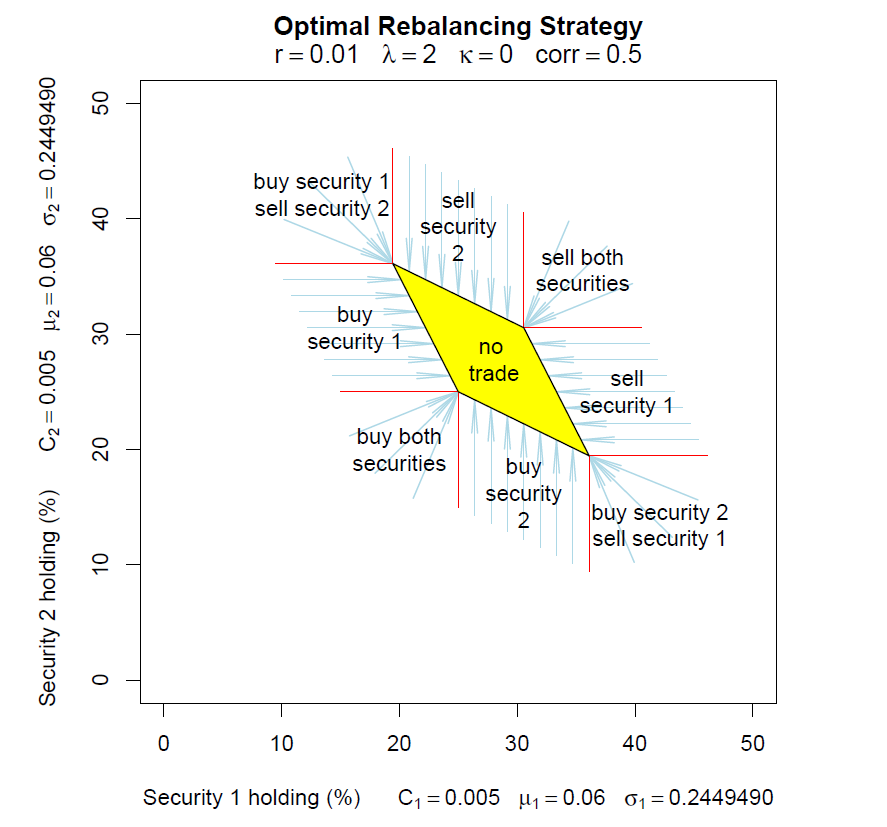 Optimal Rebalancing Strategy
r = 0.01 λ = 2 κ = 0 corr = 0.5
50
40
30
20
10
0
Security 2 holding (%) C₂ = 0.005 μ₂ = 0.06 σ₂ = 0.2449490
buy security 1
sell security 2
sell
security
2
sell both
securities
buy
security 1
no
trade
sell
security 1
buy both
securities
buy
security
2
buy security 2
sell security 1
0 10 20 30 40 50
Security 1 holding (%) C₁ = 0.005 μ₁ = 0.06 σ₁ = 0.2449490